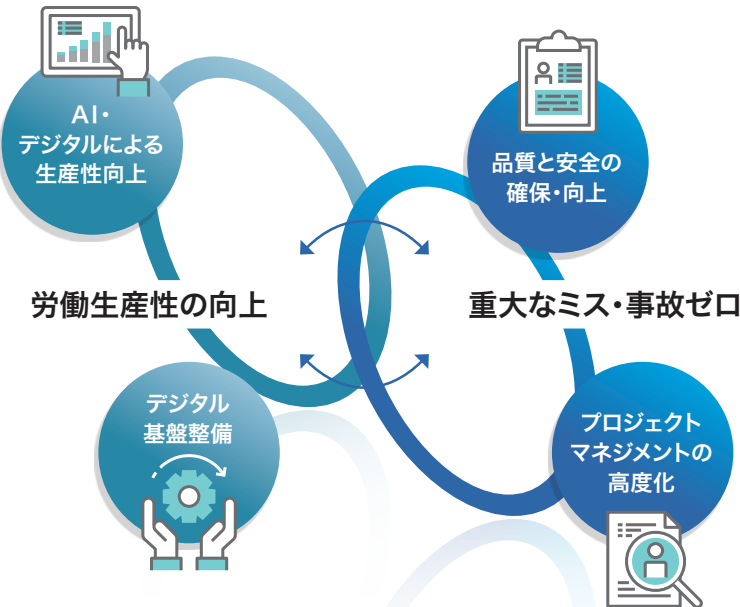 AI・
デジタルによる
生産性向上
品質と安全の
確保・向上
労働生産性の向上
重大なミス・事故ゼロ
デジタル
基盤整備
プロジェクト
マネジメントの
高度化